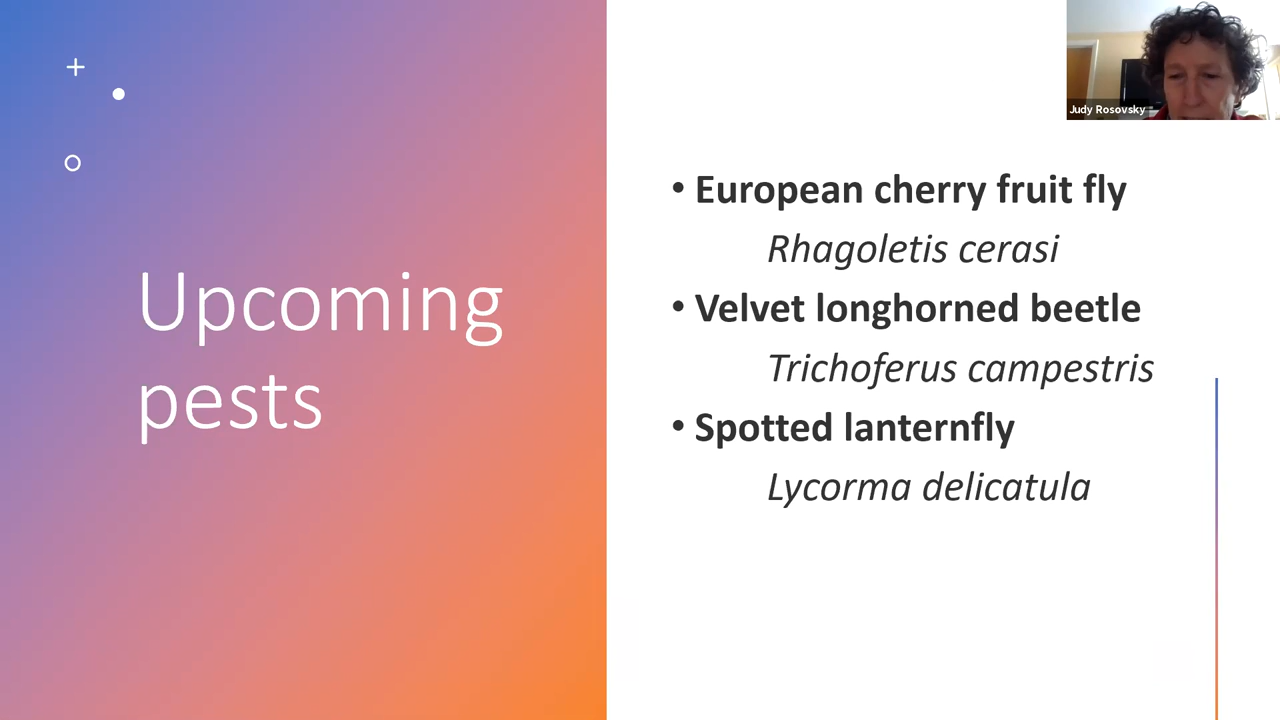 Upcoming
pests
Judy Rosovsky
• European cherry fruit fly
Rhagoletis cerasi
• Velvet longhorned beetle
Trichoferus campestris
• Spotted lanternfly
Lycorma delicatula